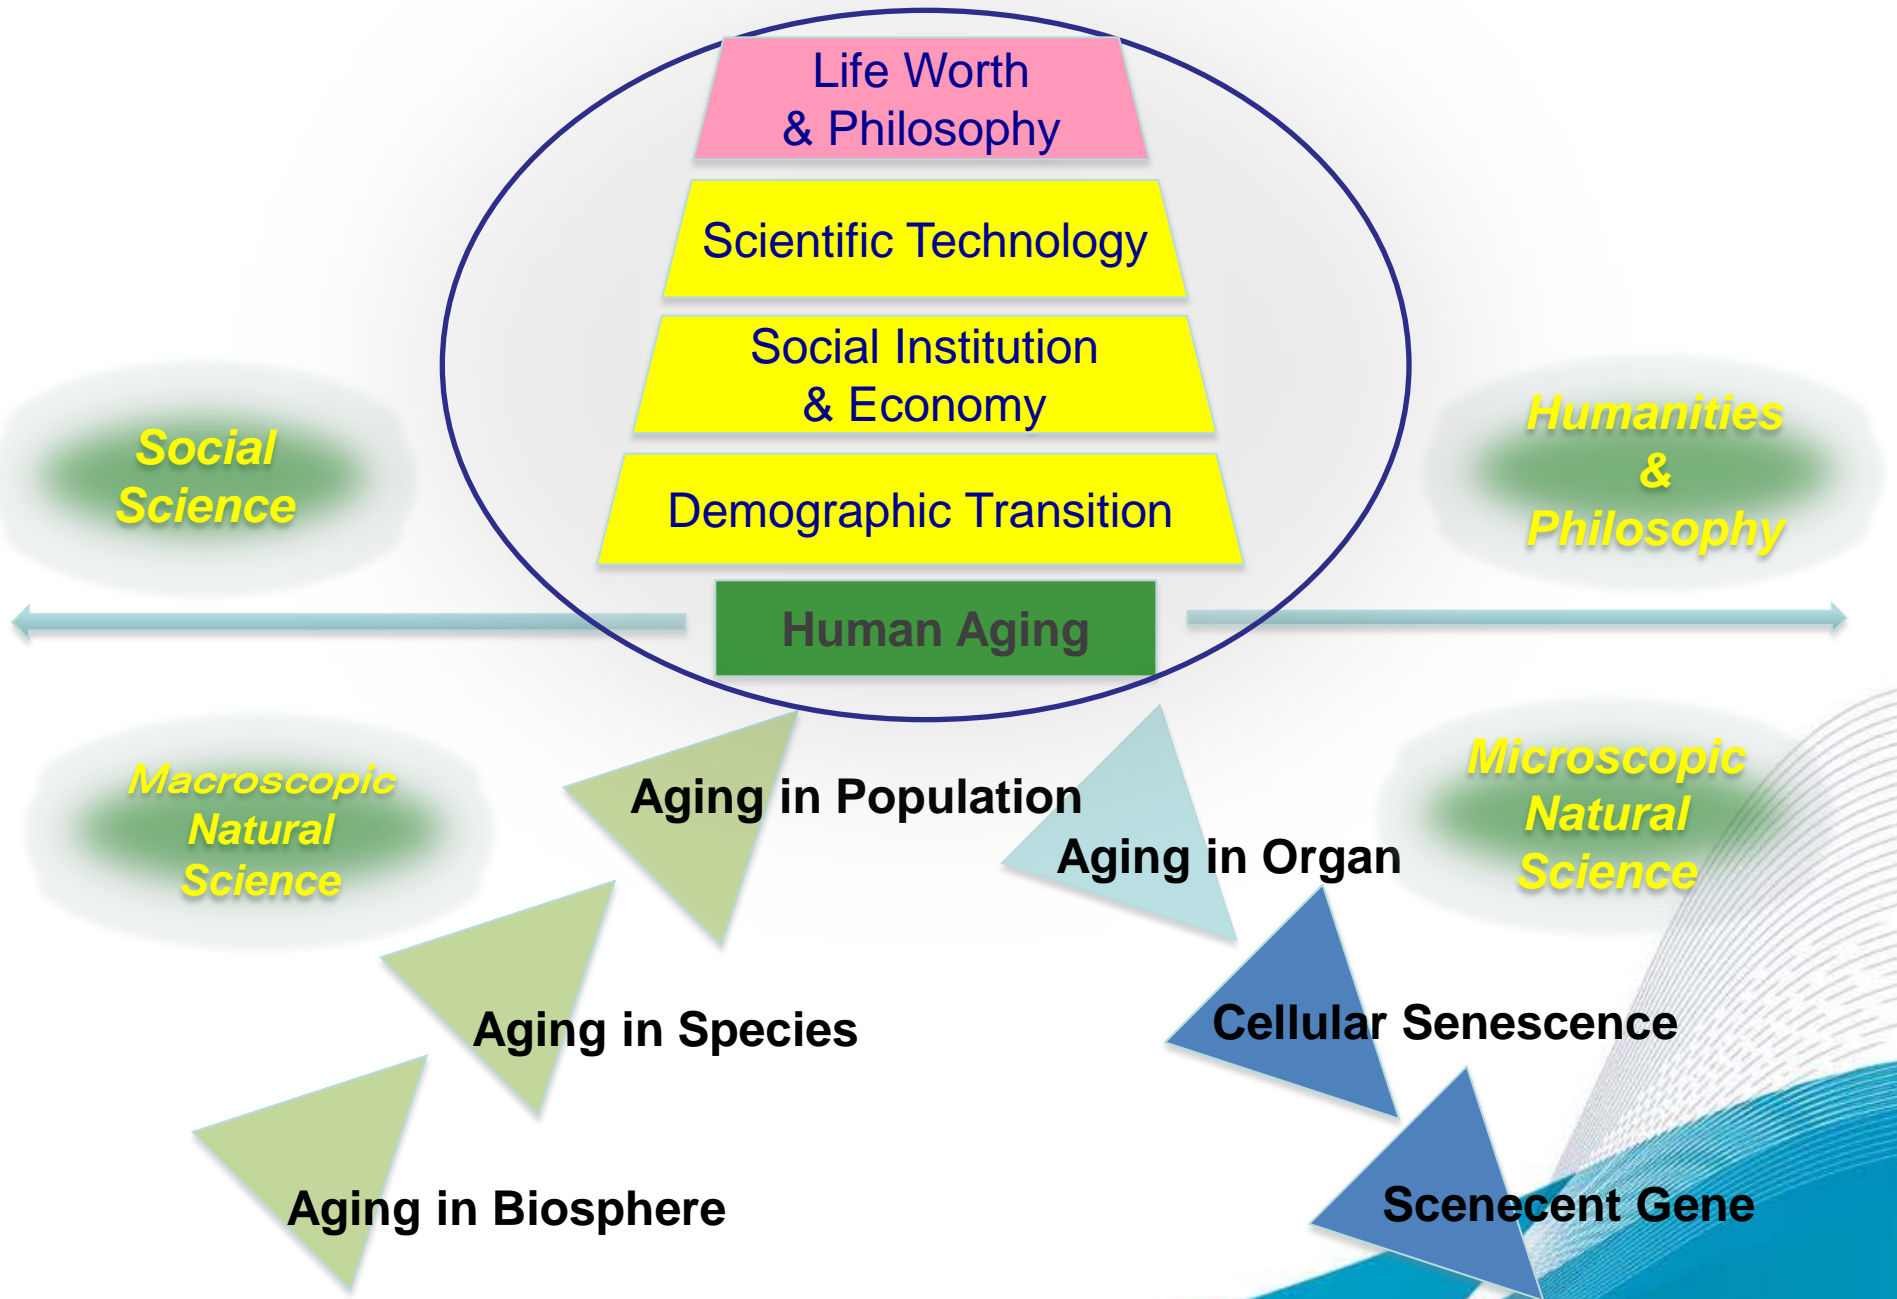 Life Worth
& Philosophy
Scientific Technology
Social Institution
& Economy
Demographic Transition
Human Aging
Social
Science
Humanities
&
Philosophy
Macroscopic
Natural
Science
Microscopic
Natural
Science
Aging in Population
Aging in Organ
Aging in Species
Cellular Senescence
Aging in Biosphere
Scenecent Gene